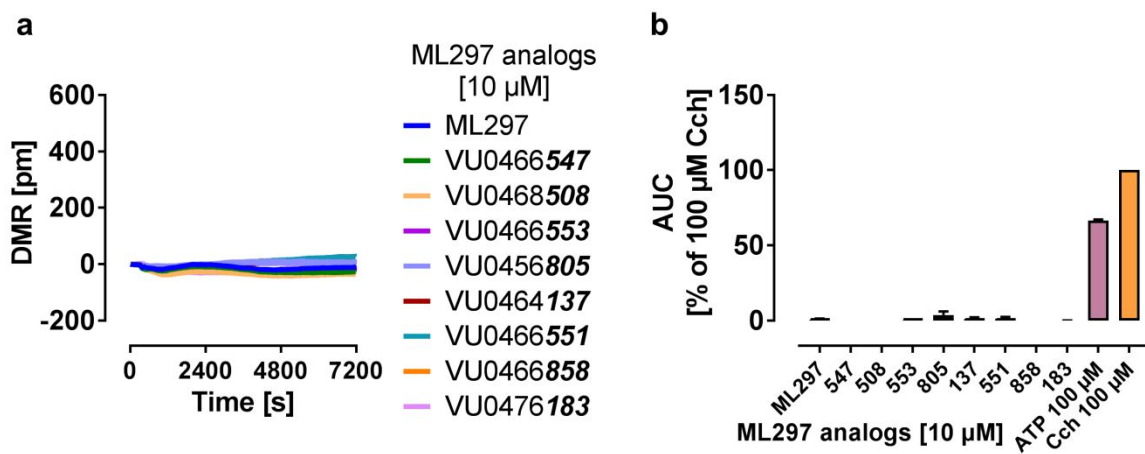 a
DMR [pm]
600
400
200
0
-200
0 2400 4800 7200
Time [s]
ML297 analogs
[10 µM]
ML297
VU0466547
VU0468508
VU0466553
VU0456805
VU0464137
VU0466551
VU0466858
VU0476183
b
AUC
[% of 100 µM Cch]
150
100
50
0
ML297 547 508 553 805 137 551 858 183 ATP 100 µM Cch 100 µM
ML297 analogs [10 µM]